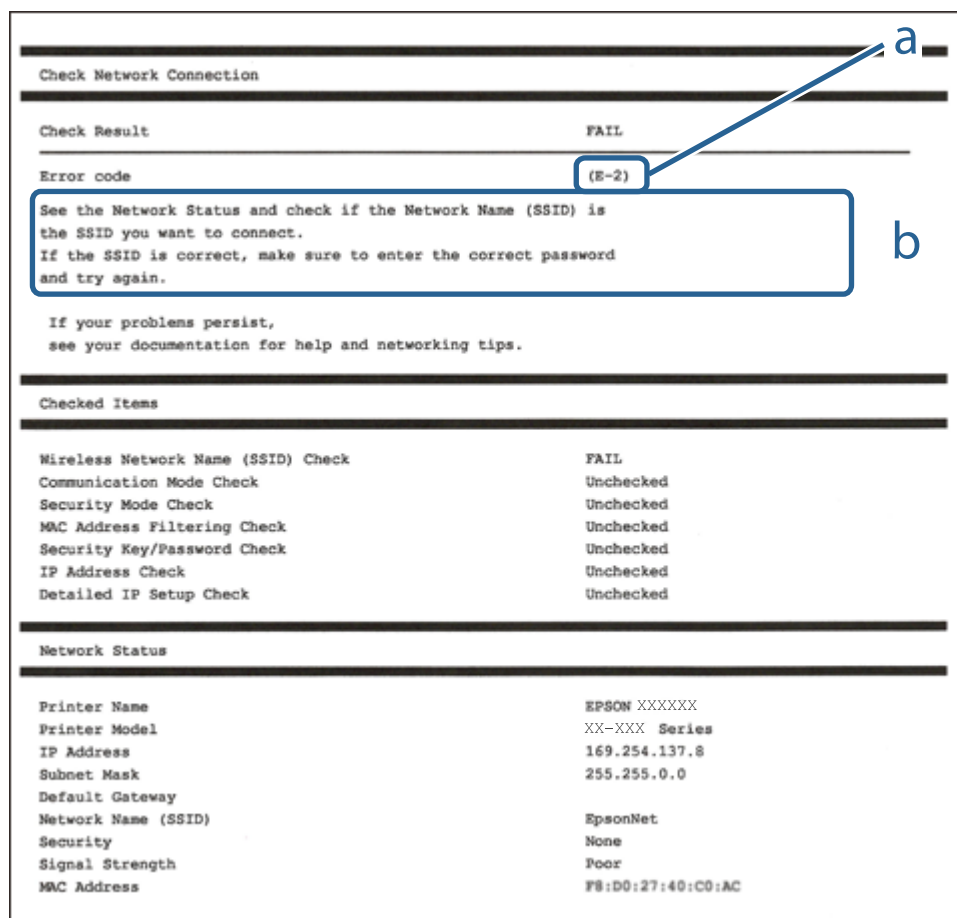 a
Check Network Connection
Check Result FAIL
Error code (E-2)
See the Network Status and check if the Network Name (SSID) is
the SSID you want to connect.
If the SSID is correct, make sure to enter the correct password
and try again.
b
If your problems persist,
see your documentation for help and networking tips.
Checked Items
Wireless Network Name (SSID) Check FAIL
Communication Mode Check Unchecked
Security Mode Check Unchecked
MAC Address Filtering Check Unchecked
Security Key/Password Check Unchecked
IP Address Check Unchecked
Detailed IP Setup Check Unchecked
Network Status
Printer Name EPSON XXXXXX
Printer Model XX-XXX Series
IP Address 169.254.137.8
Subnet Mask 255.255.0.0
Default Gateway
Network Name (SSID) EpsonNet
Security None
Signal Strength Poor
MAC Address F8:D0:27:40:C0:AC